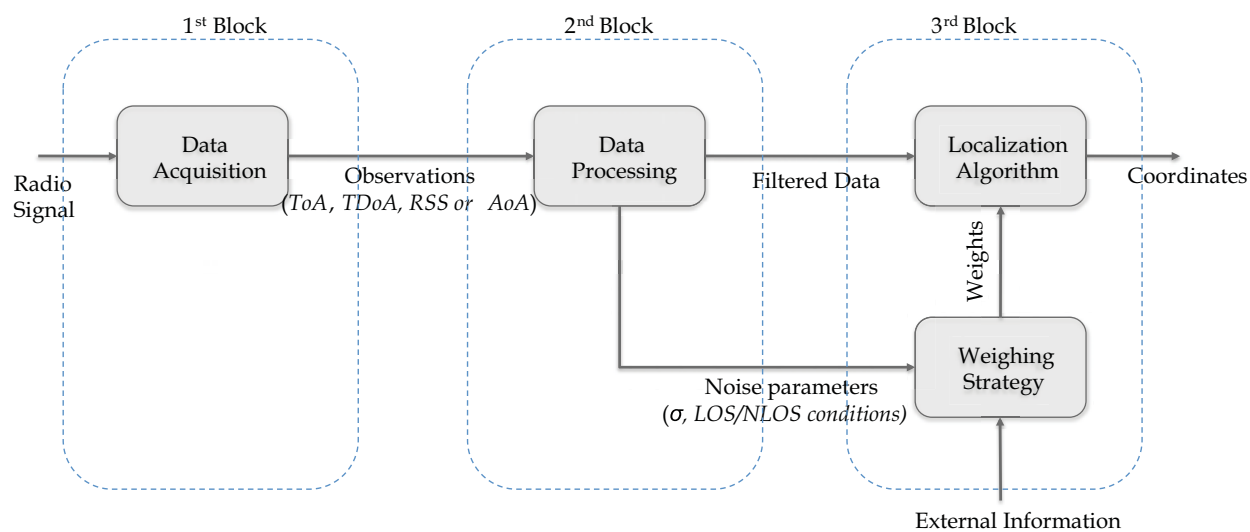 1st Block
2nd Block
3rd Block
Data
Acquisition
Data
Processing
Localization
Algorithm
Radio
Signal
Observations
(ToA, TDoA, RSS or AoA)
Filtered Data
Coordinates
Weights
Weighing
Strategy
Noise parameters
(σ, LOS/NLOS conditions)
External Information